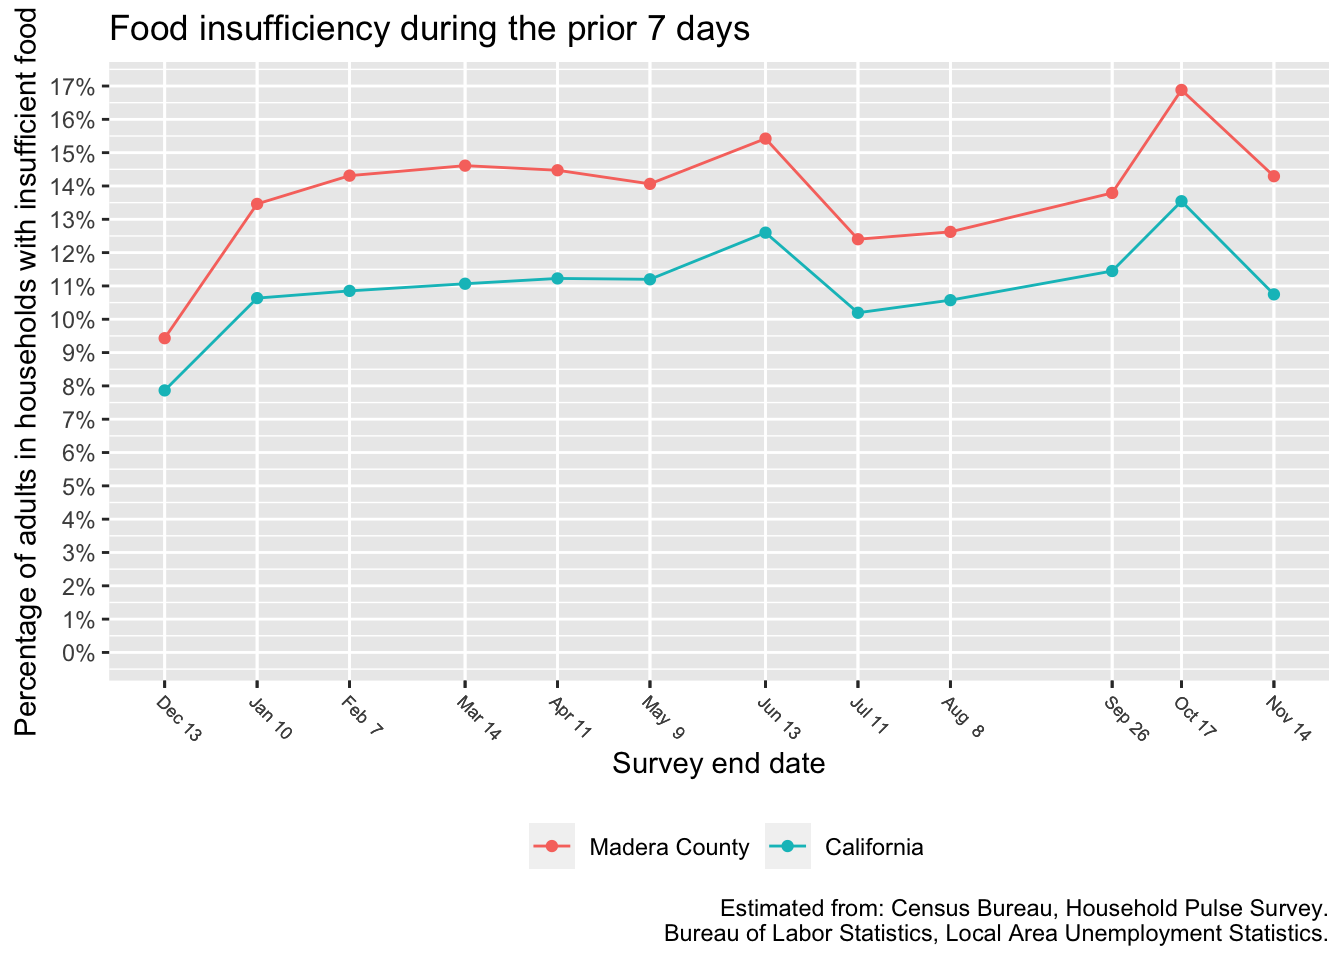 Food insufficiency during the prior 7 days
Percentage of adults in households with insufficient food
17%
16%
15%
14%
13%
12%
11%
10%
9%
8%
7%
6%
5%
4%
3%
2%
1%
0%
Dec 13
Jan 10
Feb 7
Mar 14
Apr 11
May 9
Jun 13
Jul 11
Aug 8
Sep 26
Oct 17
Nov 14
Survey end date
Madera County
California
Estimated from: Census Bureau, Household Pulse Survey.
Bureau of Labor Statistics, Local Area Unemployment Statistics.